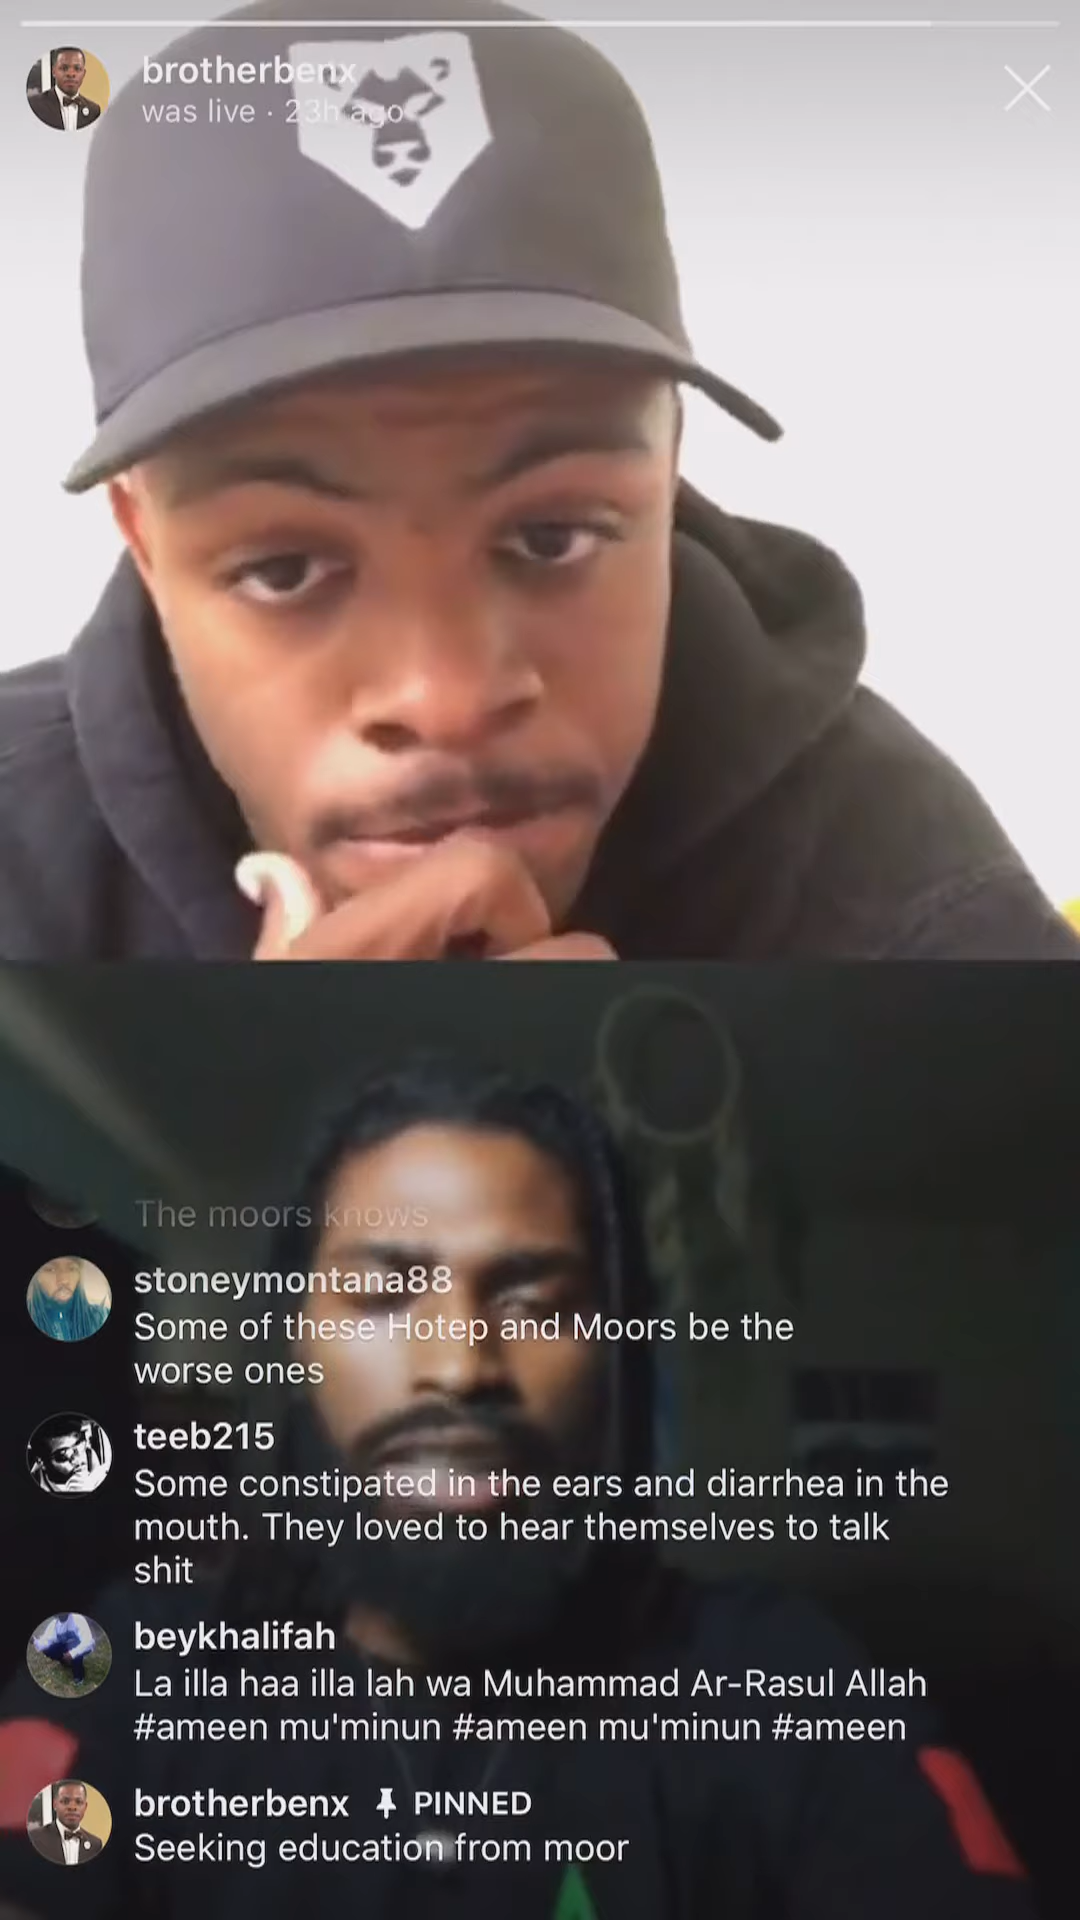 brotherbenx
was live · 23h ago
The moors knows
stoneymontana88
Some of these Hotep and Moors be the
worse ones
teeb215
Some constipated in the ears and diarrhea in the
mouth. They loved to hear themselves to talk
shit
beykhalifah
La illa haa illa lah wa Muhammad Ar-Rasul Allah
#ameen mu'minun #ameen mu'minun #ameen
brotherbenx PINNED
Seeking education from moor